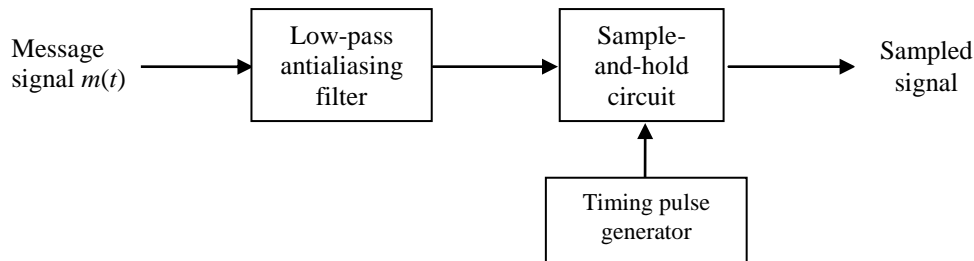 Message
signal m(t)
Low-pass
antialiasing
filter
Sample-
and-hold
circuit
Sampled
signal
Timing pulse
generator